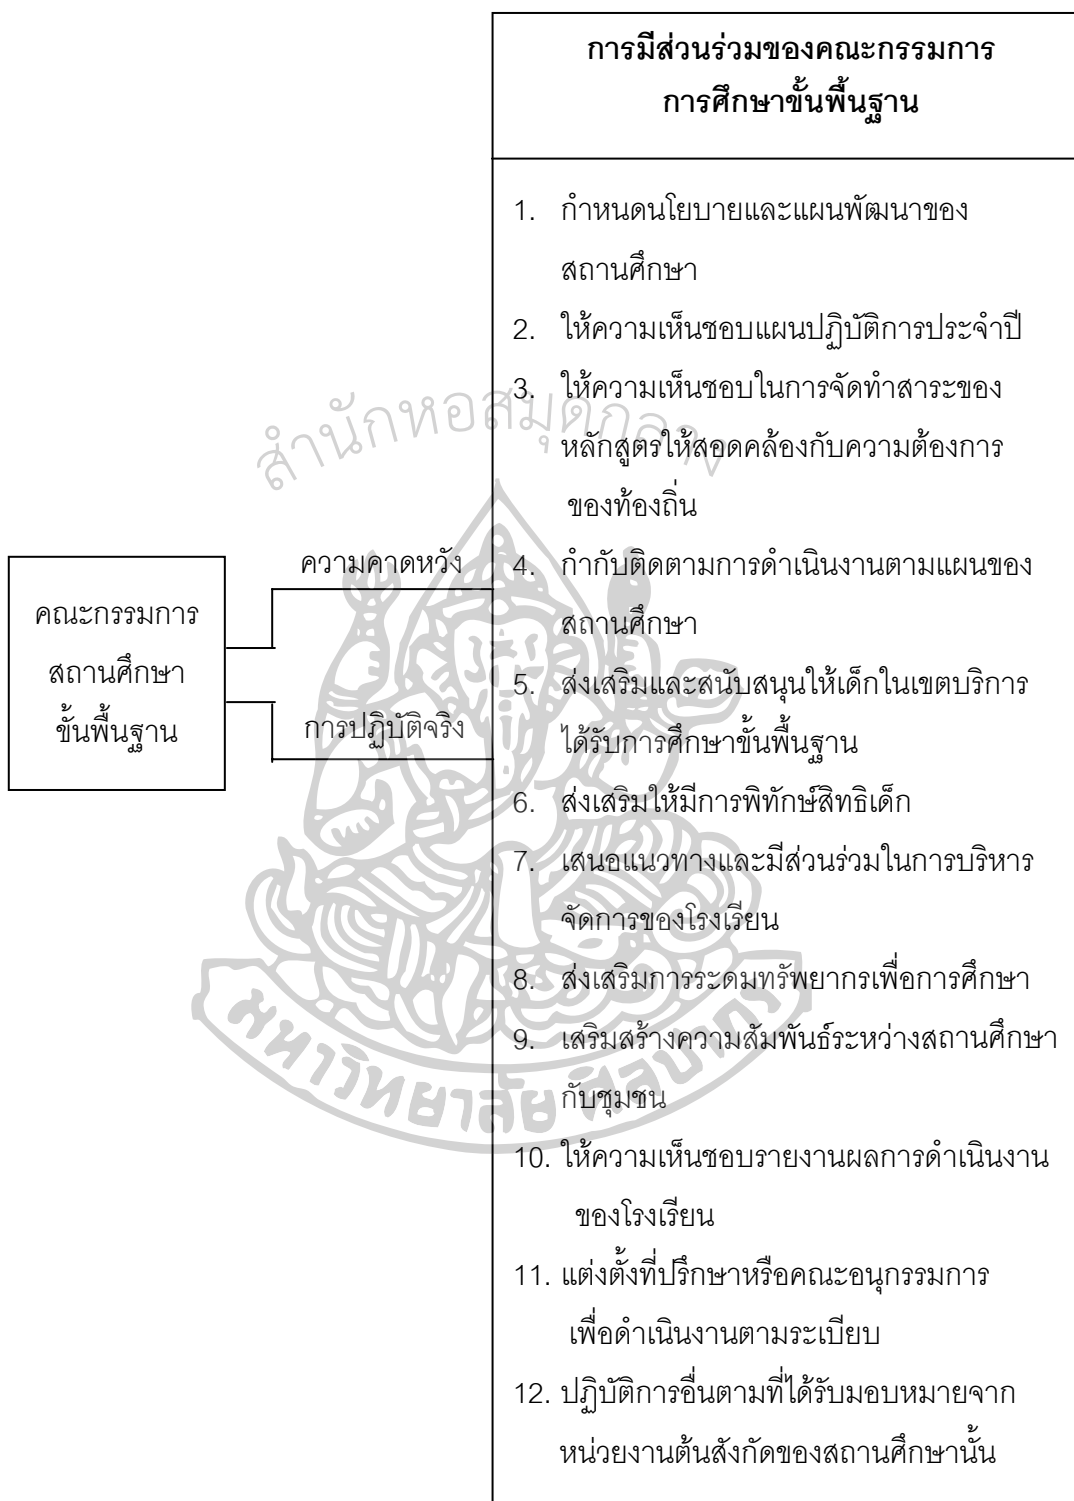 การมีส่วนร่วมของคณะกรรมการ
การศึกษาขั้นพื้นฐาน
1. กำหนดนโยบายและแผนพัฒนาของ
สถานศึกษา
2. ให้ความเห็นชอบแผนปฏิบัติการประจำปี
3. ให้ความเห็นชอบในการจัดทำสาระของ
หลักสูตรให้สอดคล้องกับความต้องการ
ของท้องถิ่น
4. กำกับติดตามการดำเนินงานตามแผนของ
สถานศึกษา
5. ส่งเสริมและสนับสนุนให้เด็กในเขตบริการ
ได้รับการศึกษาขั้นพื้นฐาน
6. ส่งเสริมให้มีการพิทักษ์สิทธิเด็ก
7. เสนอแนวทางและมีส่วนร่วมในการบริหาร
จัดการของโรงเรียน
8. ส่งเสริมการระดมทรัพยากรเพื่อการศึกษา
9. เสริมสร้างความสัมพันธ์ระหว่างสถานศึกษา
กับชุมชน
10. ให้ความเห็นชอบรายงานผลการดำเนินงาน
ของโรงเรียน
11. แต่งตั้งที่ปรึกษาหรือคณะอนุกรรมการ
เพื่อดำเนินงานตามระเบียบ
12. ปฏิบัติการอื่นตามที่ได้รับมอบหมายจาก
หน่วยงานต้นสังกัดของสถานศึกษานั้น
คณะกรรมการ
สถานศึกษา
ขั้นพื้นฐาน
ความคาดหวัง
การปฏิบัติจริง
สำนักหอสมุดกลาง
มหาวิทยาลัย ศิลปากร